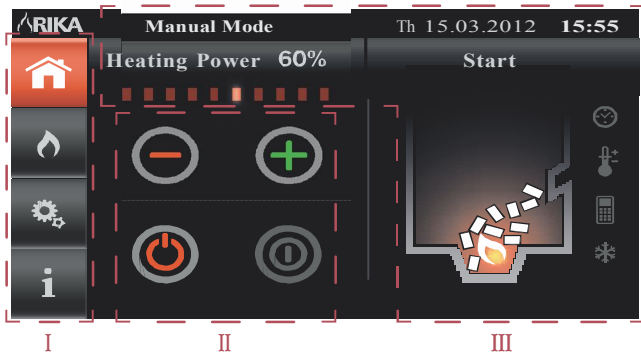 RIKA Manual Mode Th 15.03.2012 15:55
Heating Power 60% Start
i
I II III